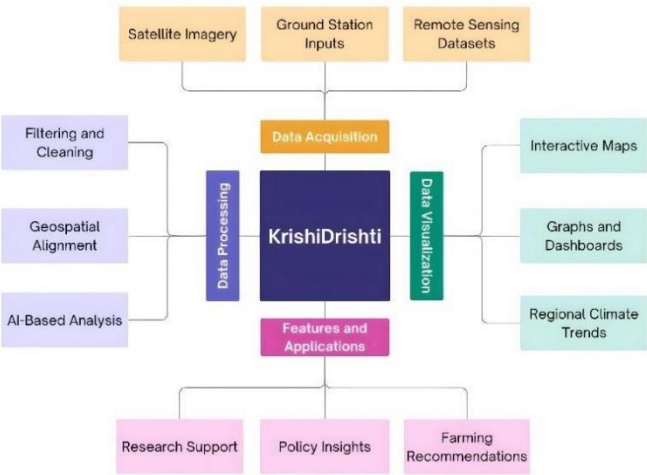 Satellite Imagery
Ground Station
Inputs
Remote Sensing
Datasets
Data Acquisition
Filtering and
Cleaning
Geospatial
Alignment
AI-Based Analysis
Data Processing
KrishiDrishti
Data Visualization
Interactive Maps
Graphs and
Dashboards
Regional Climate
Trends
Features and
Applications
Research Support
Policy Insights
Farming
Recommendations